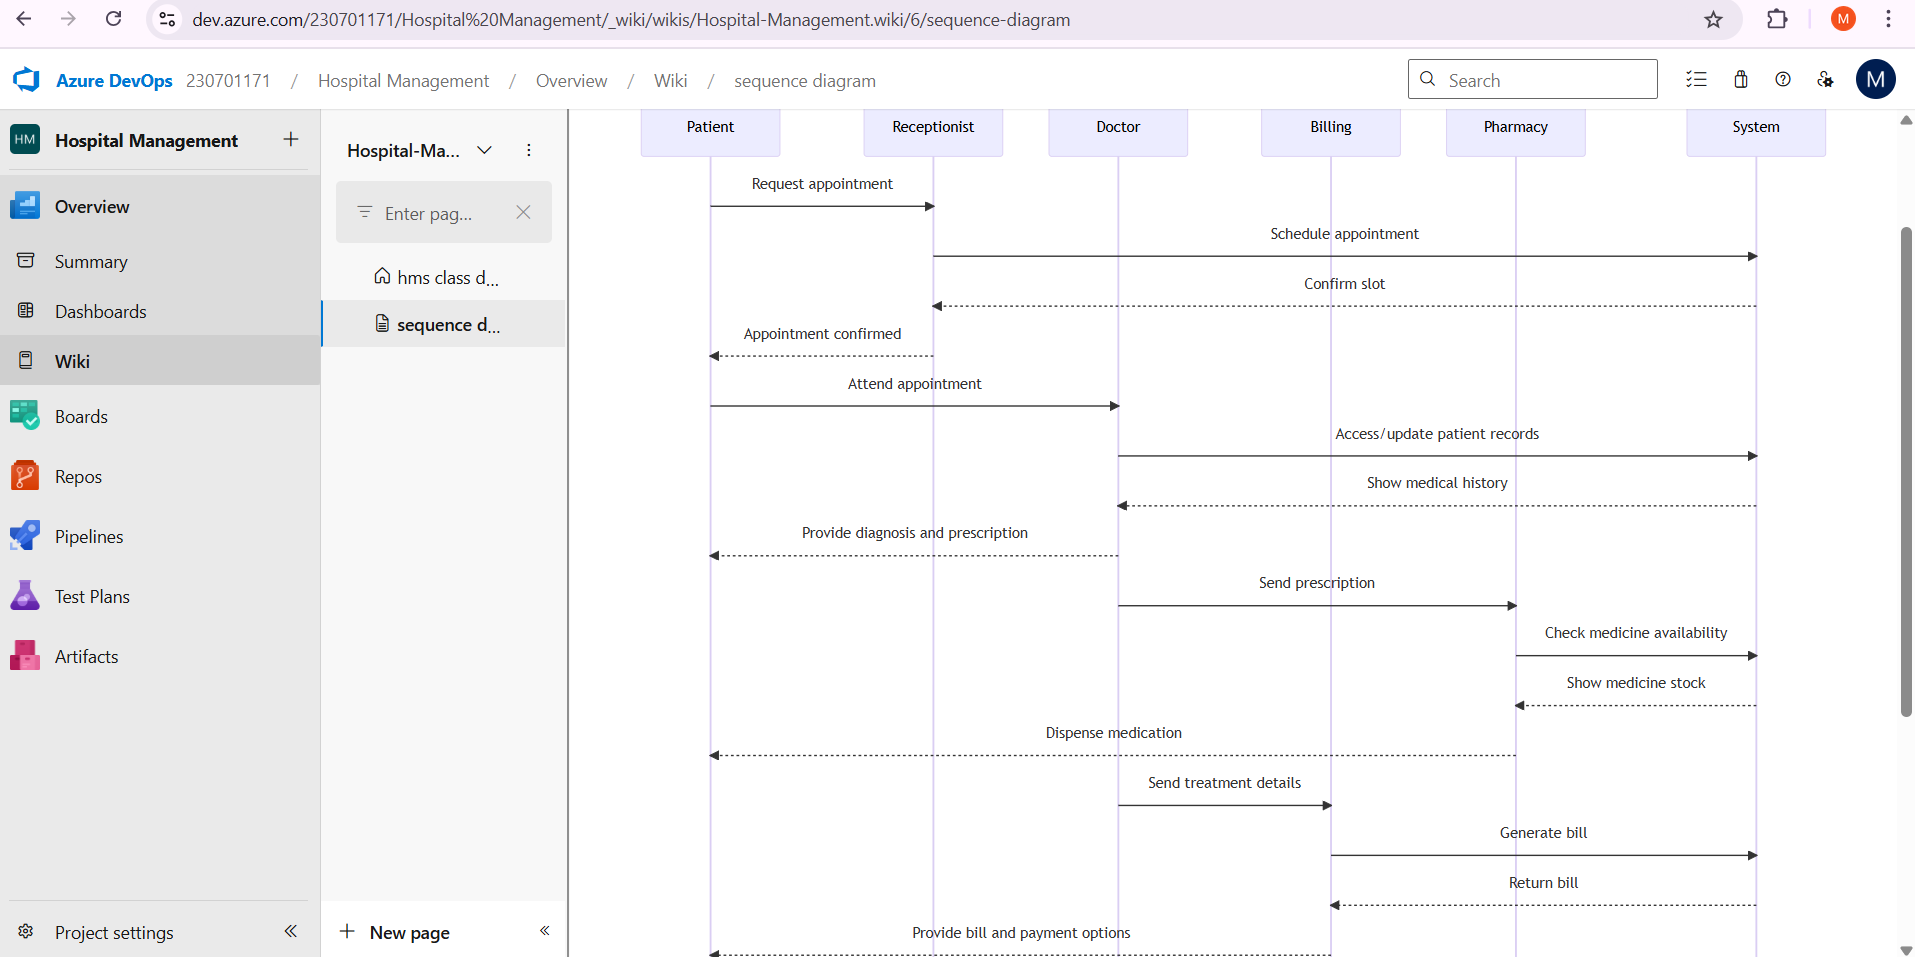 dev.azure.com/230701171/Hospital%20Management/_wiki/wikis/Hospital-Management.wiki/6/sequence-diagram
M
Azure DevOps 230701171 / Hospital Management / Overview / Wiki / sequence diagram
Search
M
HM Hospital Management
Overview
Summary
Dashboards
Wiki
Boards
Repos
Pipelines
Test Plans
Artifacts
Project settings
Hospital-Ma...
Enter pag...
hms class d...
sequence d...
New page
Patient Receptionist Doctor Billing Pharmacy System
Request appointment
Schedule appointment
Confirm slot
Appointment confirmed
Attend appointment
Access/update patient records
Show medical history
Provide diagnosis and prescription
Send prescription
Check medicine availability
Show medicine stock
Dispense medication
Send treatment details
Generate bill
Return bill
Provide bill and payment options